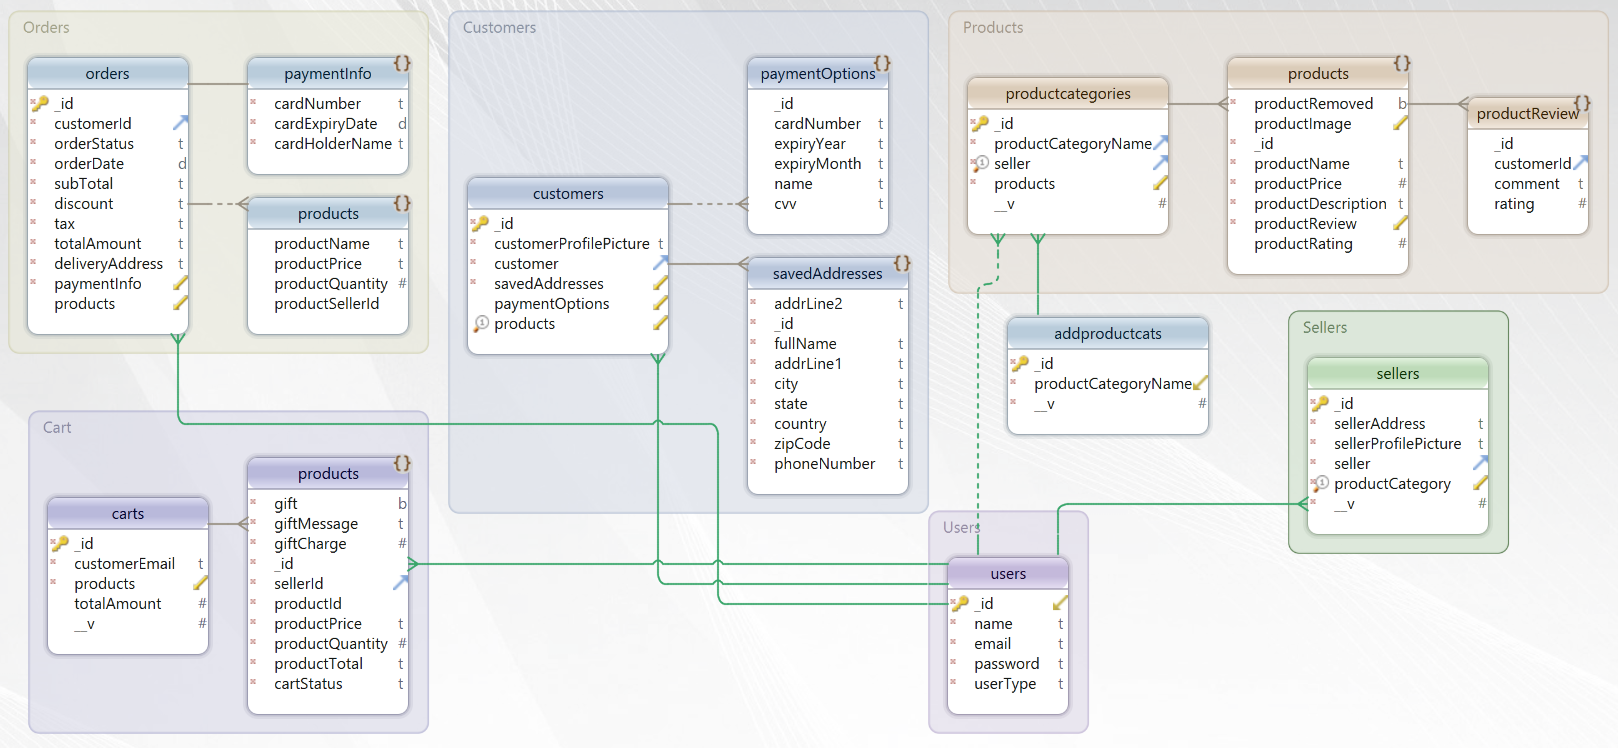 Orders
orders
_id
customerId
orderStatus t
orderDate d
subTotal t
discount t
tax t
totalAmount t
deliveryAddress t
paymentInfo
products
paymentInfo {}
cardNumber t
cardExpiryDate d
cardHolderName t
products {}
productName t
productPrice t
productQuantity #
productSellerId
Cart
carts
_id
customerEmail t
products
totalAmount #
__v #
products {}
gift b
giftMessage t
giftCharge #
_id
sellerId
productId
productPrice t
productQuantity #
productTotal t
cartStatus t
Customers
customers
_id
customerProfilePicture t
customer
savedAddresses
paymentOptions
1 products
paymentOptions {}
_id
cardNumber t
expiryYear t
expiryMonth t
name t
cvv t
savedAddresses {}
addrLine2 t
_id
fullName t
addrLine1 t
city t
state t
country t
zipCode t
phoneNumber t
Products
productcategories
_id
productCategoryName
1 seller
products
__v #
products {}
productRemoved b
productImage
_id
productName t
productPrice #
productDescription t
productReview
productRating #
productReview {}
_id
customerId
comment t
rating #
addproductcats
_id
productCategoryName
__v #
Sellers
sellers
_id
sellerAddress t
sellerProfilePicture t
seller
1 productCategory
__v #
Users
users
_id
name t
email t
password t
userType t